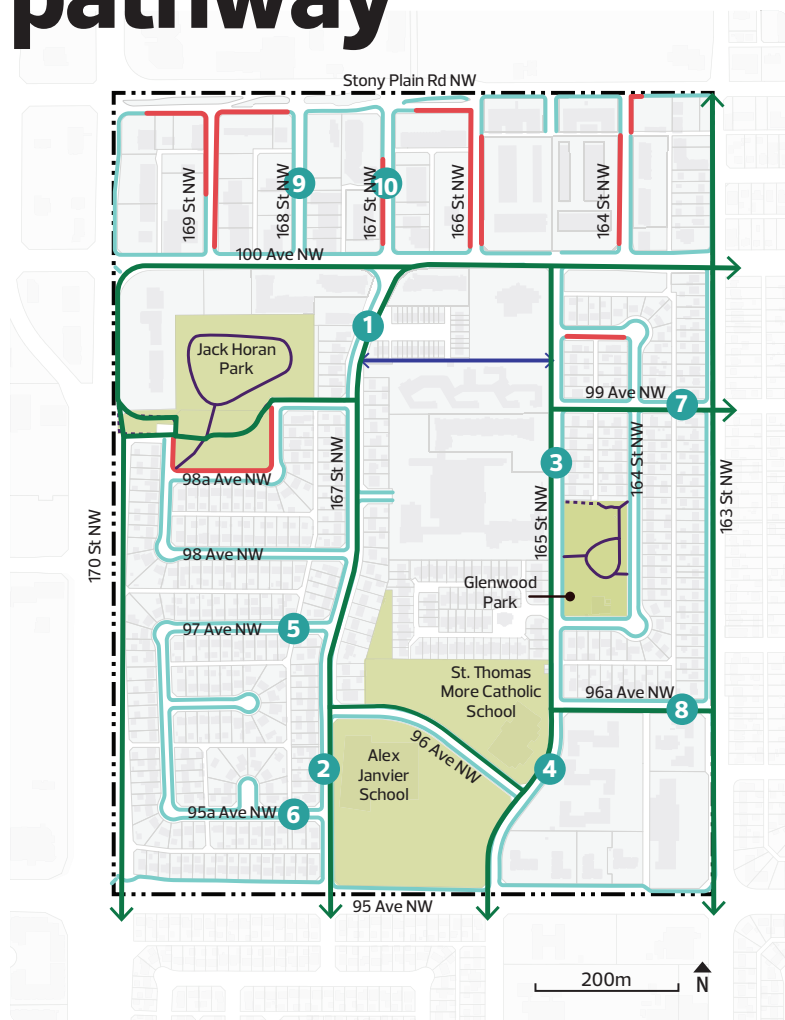 pathway
Stony Plain Rd NW
169 St NW
168 St NW
9
167 St NW
10
166 St NW
164 St NW
100 Ave NW
1
Jack Horan
Park
99 Ave NW
7
98a Ave NW
167 St NW
3
164 St NW
165 St NW
163 St NW
170 St NW
98 Ave NW
Glenwood
Park
97 Ave NW
5
St. Thomas
More Catholic
School
96a Ave NW
8
96 Ave NW
Alex
Janvier
School
2
4
95a Ave NW
6
95 Ave NW
200m
N